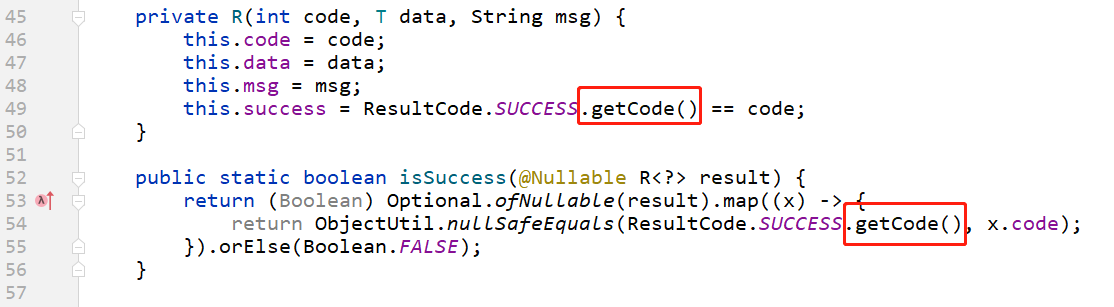 45 private R(int code, T data, String msg) {
46 this.code = code;
47 this.data = data;
48 this.msg = msg;
49 this.success = ResultCode.SUCCESS.getCode() == code;
50 }
51
52 public static boolean isSuccess(@Nullable R<?> result) {
53 return (Boolean) Optional.ofNullable(result).map((x) -> {
54 return ObjectUtil.nullSafeEquals(ResultCode.SUCCESS.getCode(), x.code);
55 }).orElse(Boolean.FALSE);
56 }
57